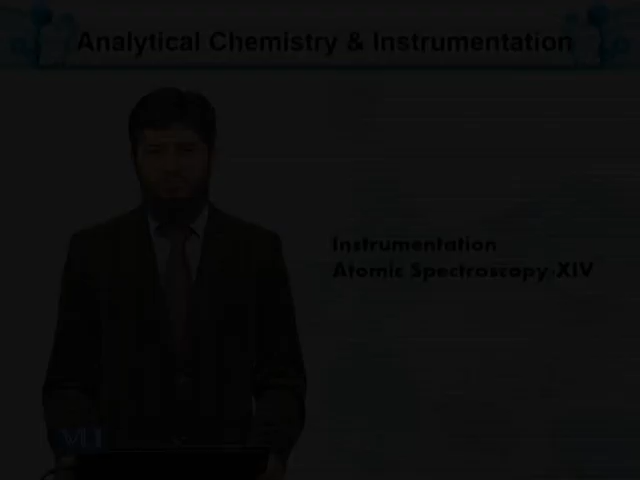 Analytical Chemistry & Instrumentation
Instrumentation
Atomic Spectroscopy-XIV